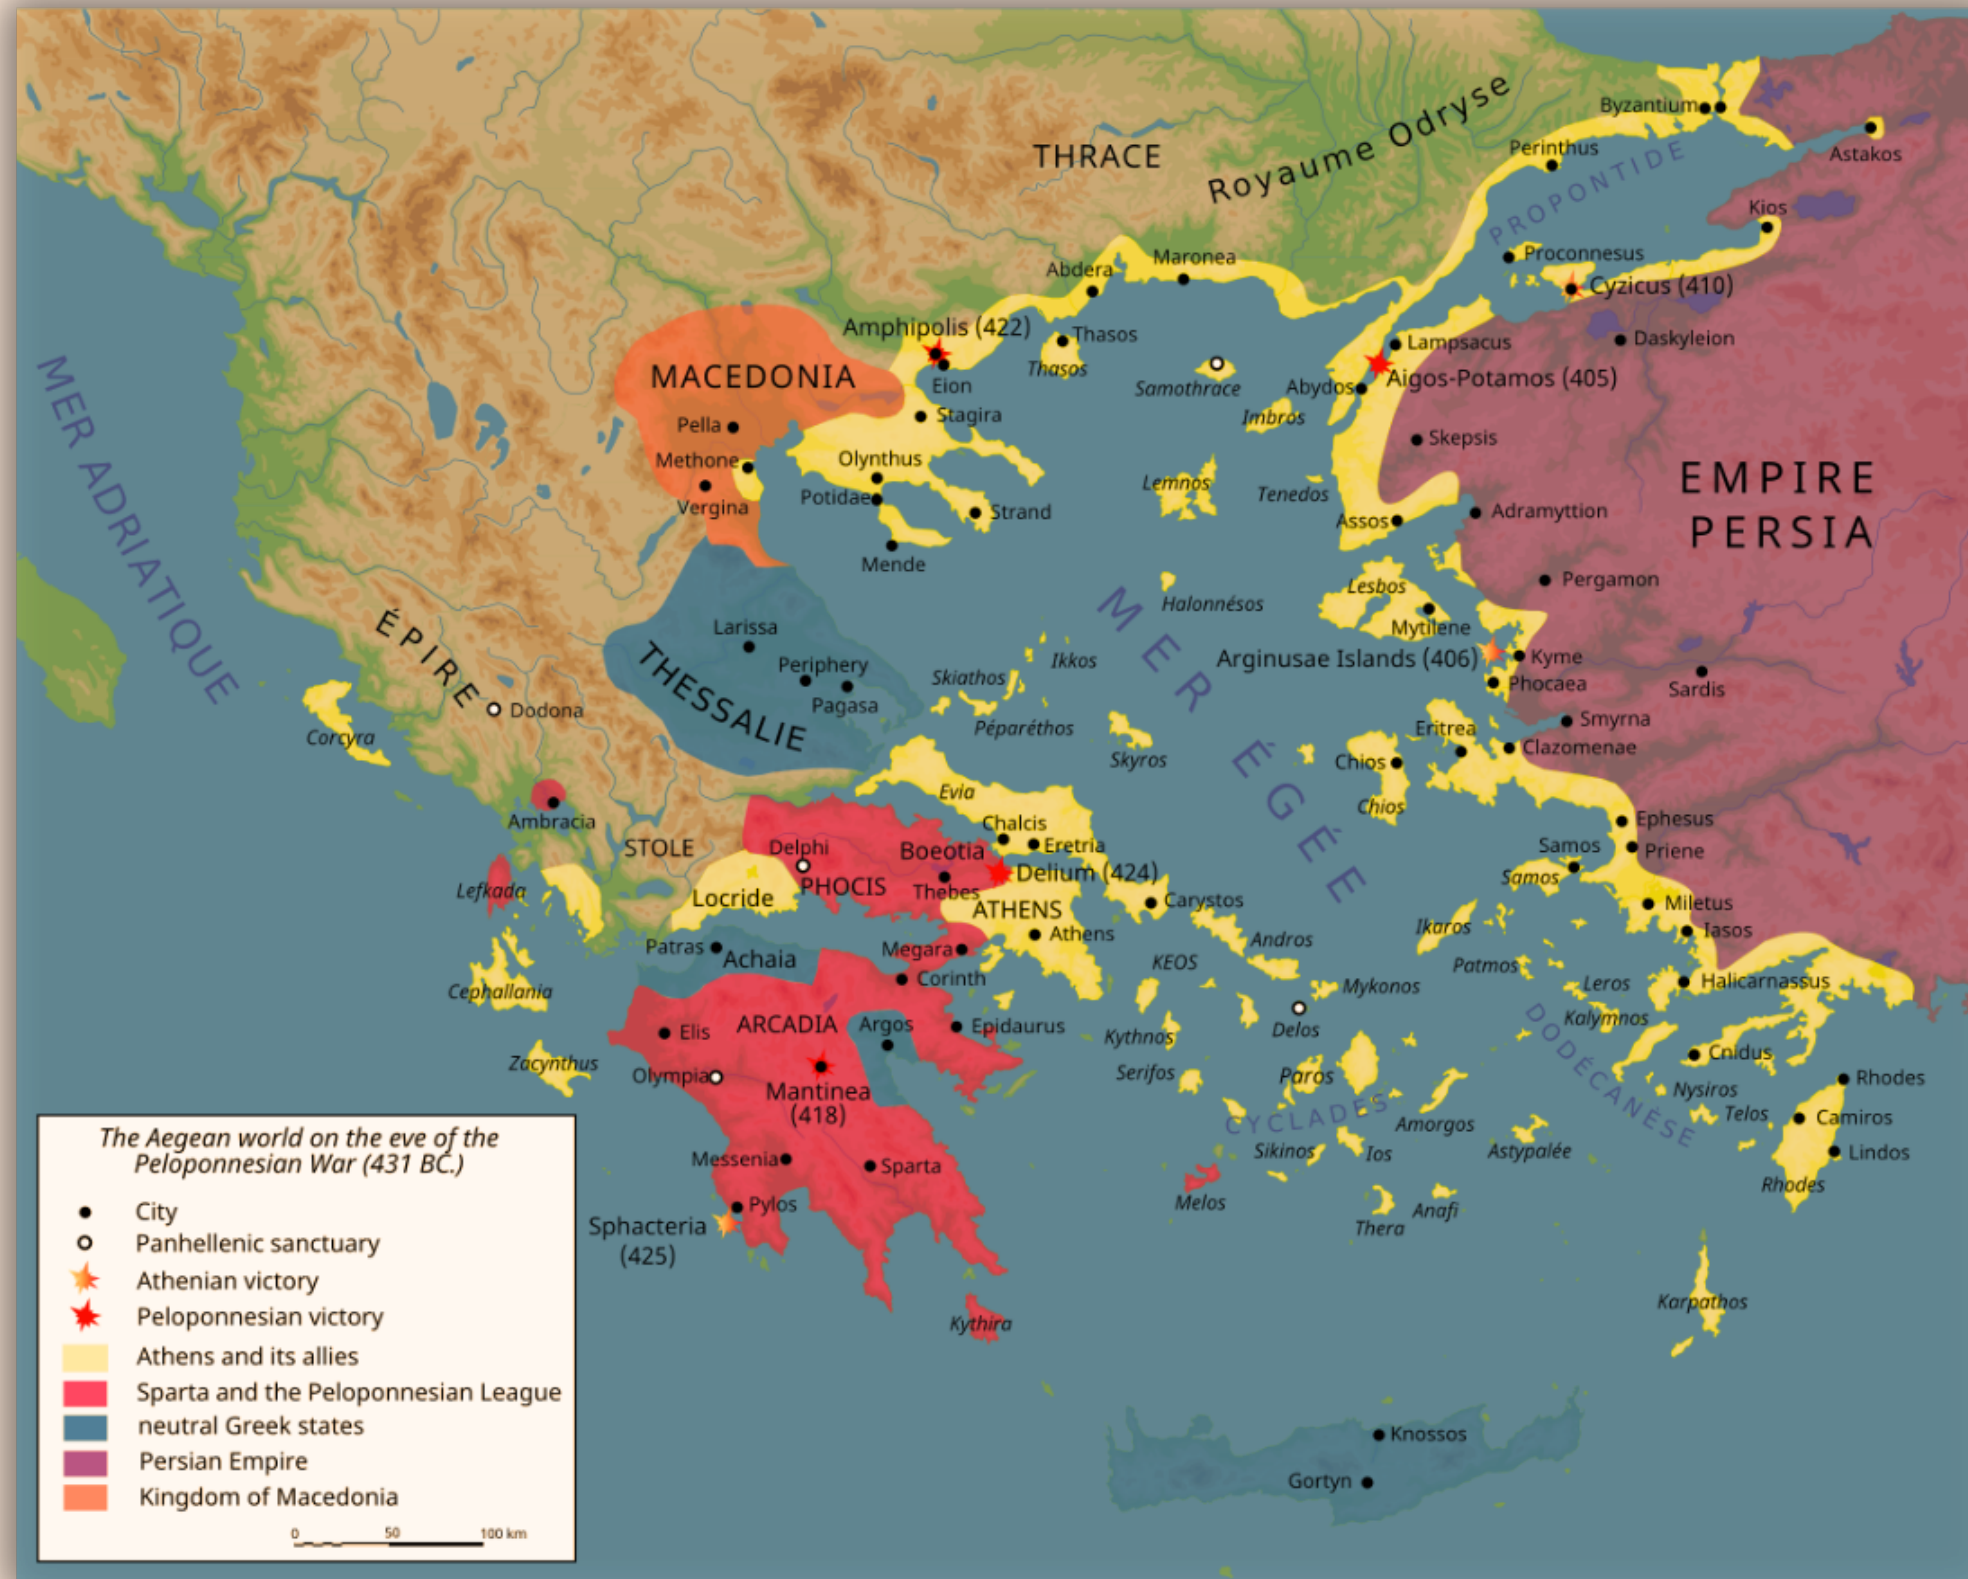 THRACE
Royaume Odryse
Byzantium
Perinthus
Astakos
PROPONTIDE
Kios
Proconnesus
Cyzicus (410)
Abdera
Maronea
Amphipolis (422)
Thasos
Thasos
Eion
Samothrace
Lampsacus
Daskyleion
Aigos-Potamos (405)
Abydos
Imbros
MACEDONIA
Stagira
Pella
Methone
Vergina
Olynthus
Potidae
Strand
Mende
Skepsis
Lemnos
Tenedos
Assos
Adramyttion
EMPIRE
PERSIA
MER ADRIATIQUE
Pergamon
Lesbos
Mytilene
Halonnésos
MER ÉGÉE
Arginusae Islands (406)
Kyme
Phocaea
Sardis
Smyrna
Eritrea
Clazomenae
Chios
Chios
ÉPIRE
Dodona
Corcyra
Larissa
Periphery
Pagasa
THESSALIE
Skiathos
Ikkos
Péparéthos
Skyros
Evia
Ambracia
STOLE
Lefkada
Locride
Delphi
PHOCIS
Boeotia
Thebes
Chalcis
Eretria
Delium (424)
ATHENS
Athens
Carystos
Ephesus
Priene
Samos
Samos
Miletus
Iasos
Halicarnassus
Ikaros
Patmos
Leros
Kalymnos
Patras
Achaia
Megara
Corinth
Cephallania
Andros
KEOS
Mykonos
Delos
Kythnos
Serifos
Elis
ARCADIA
Argos
Epidaurus
Zacynthus
Olympia
Mantinea
(418)
Paros
CYCLADES
Amorgos
Sikinos
Ios
Astypalée
DODÉCANÈSE
Cnidus
Nysiros
Telos
Rhodes
Camiros
Lindos
Rhodes
Messenia
Sparta
Pylos
Sphacteria
(425)
Melos
Thera
Anafi
Kythira
Karpathos
Knossos
Gortyn
The Aegean world on the eve of the
Peloponnesian War (431 BC.)
City
Panhellenic sanctuary
Athenian victory
Peloponnesian victory
Athens and its allies
Sparta and the Peloponnesian League
neutral Greek states
Persian Empire
Kingdom of Macedonia
0 50 100 km